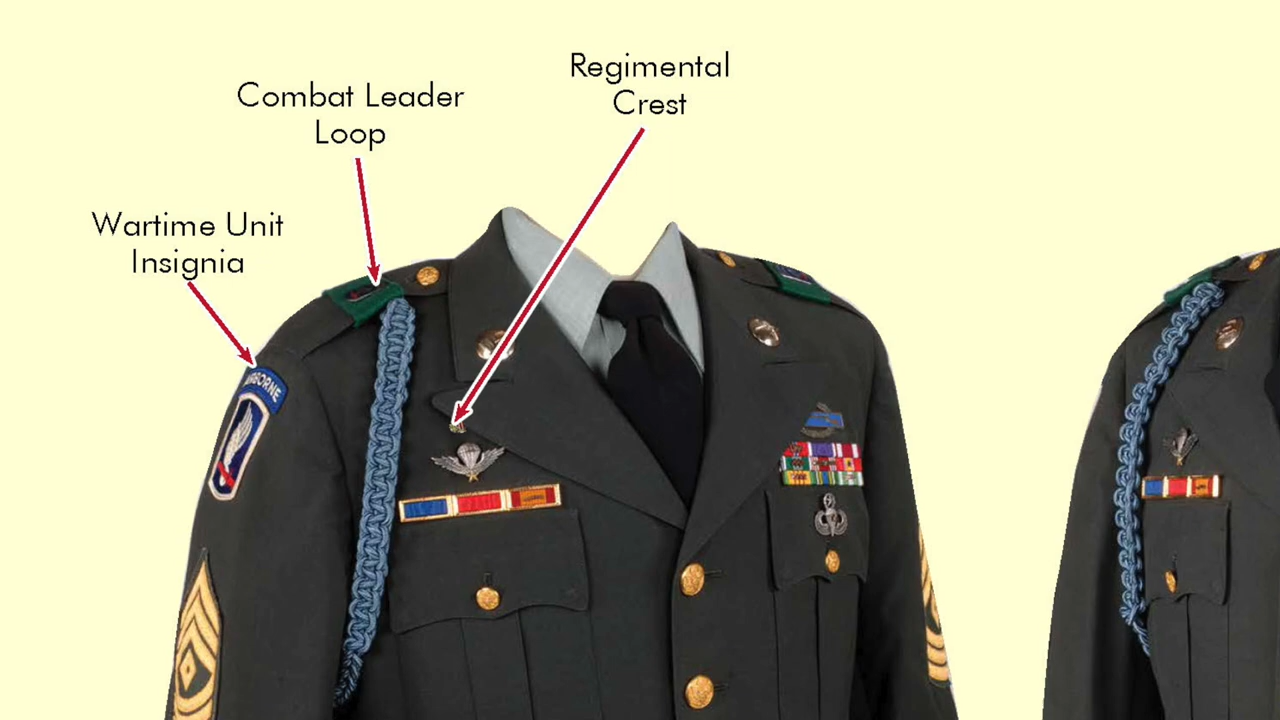 Regimental
Crest
Combat Leader
Loop
Wartime Unit
Insignia
AIRBORNE